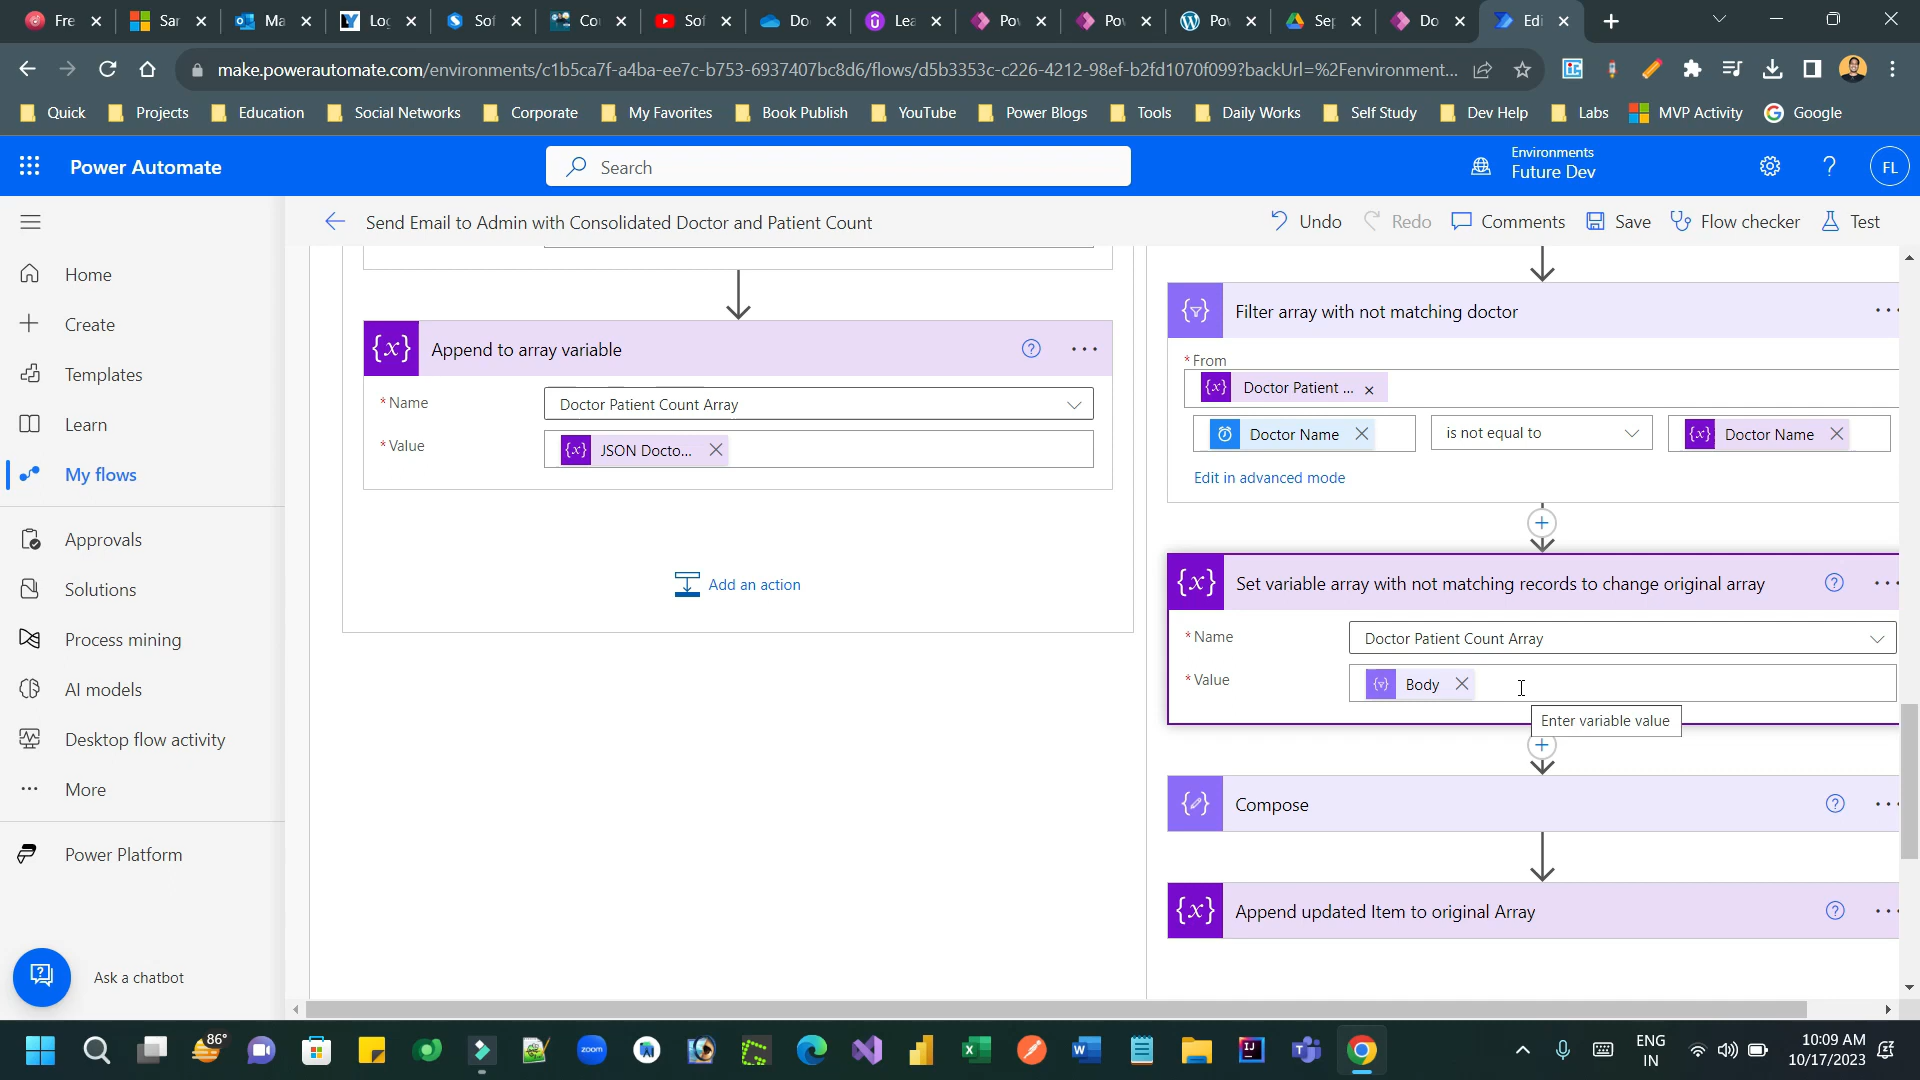 Fre
Sar
Ma
Log
Sof
Co
Sof
Do
Lea
Po
Po
Po
Sep
Do
Edi
make.powerautomate.com/environments/c1b5ca7f-a4ba-ee7c-b753-6937407bc8d6/flows/d5b3353c-c226-4212-98ef-b2fd1070f099?backUrl=%2Fenvironment...
Quick
Projects
Education
Social Networks
Corporate
My Favorites
Book Publish
YouTube
Power Blogs
Tools
Daily Works
Self Study
Dev Help
Labs
MVP Activity
Google
Power Automate
Search
Environments
Future Dev
FL
Send Email to Admin with Consolidated Doctor and Patient Count
Undo
Redo
Comments
Save
Flow checker
Test
Home
Create
Templates
Learn
My flows
Approvals
Solutions
Process mining
AI models
Desktop flow activity
More
Power Platform
Ask a chatbot
{x} Append to array variable
* Name
Doctor Patient Count Array
* Value
{x} JSON Docto...
Add an action
Filter array with not matching doctor
* From
{x} Doctor Patient ...
Doctor Name
is not equal to
{x} Doctor Name
Edit in advanced mode
{x} Set variable array with not matching records to change original array
* Name
Doctor Patient Count Array
* Value
Body
Enter variable value
Compose
{x} Append updated Item to original Array
86°
zoom
ENG
IN
10:09 AM
10/17/2023